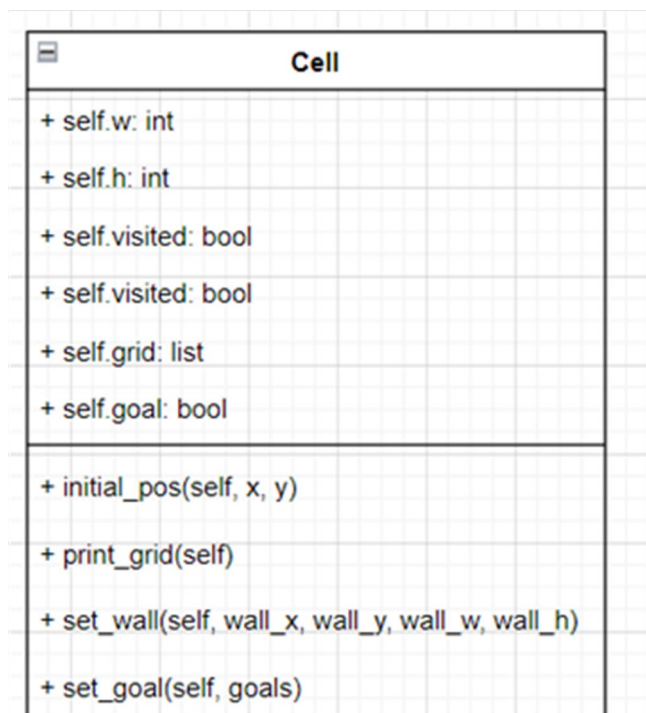 Cell
+ self.w: int
+ self.h: int
+ self.visited: bool
+ self.visited: bool
+ self.grid: list
+ self.goal: bool
+ initial_pos(self, x, y)
+ print_grid(self)
+ set_wall(self, wall_x, wall_y, wall_w, wall_h)
+ set_goal(self, goals)